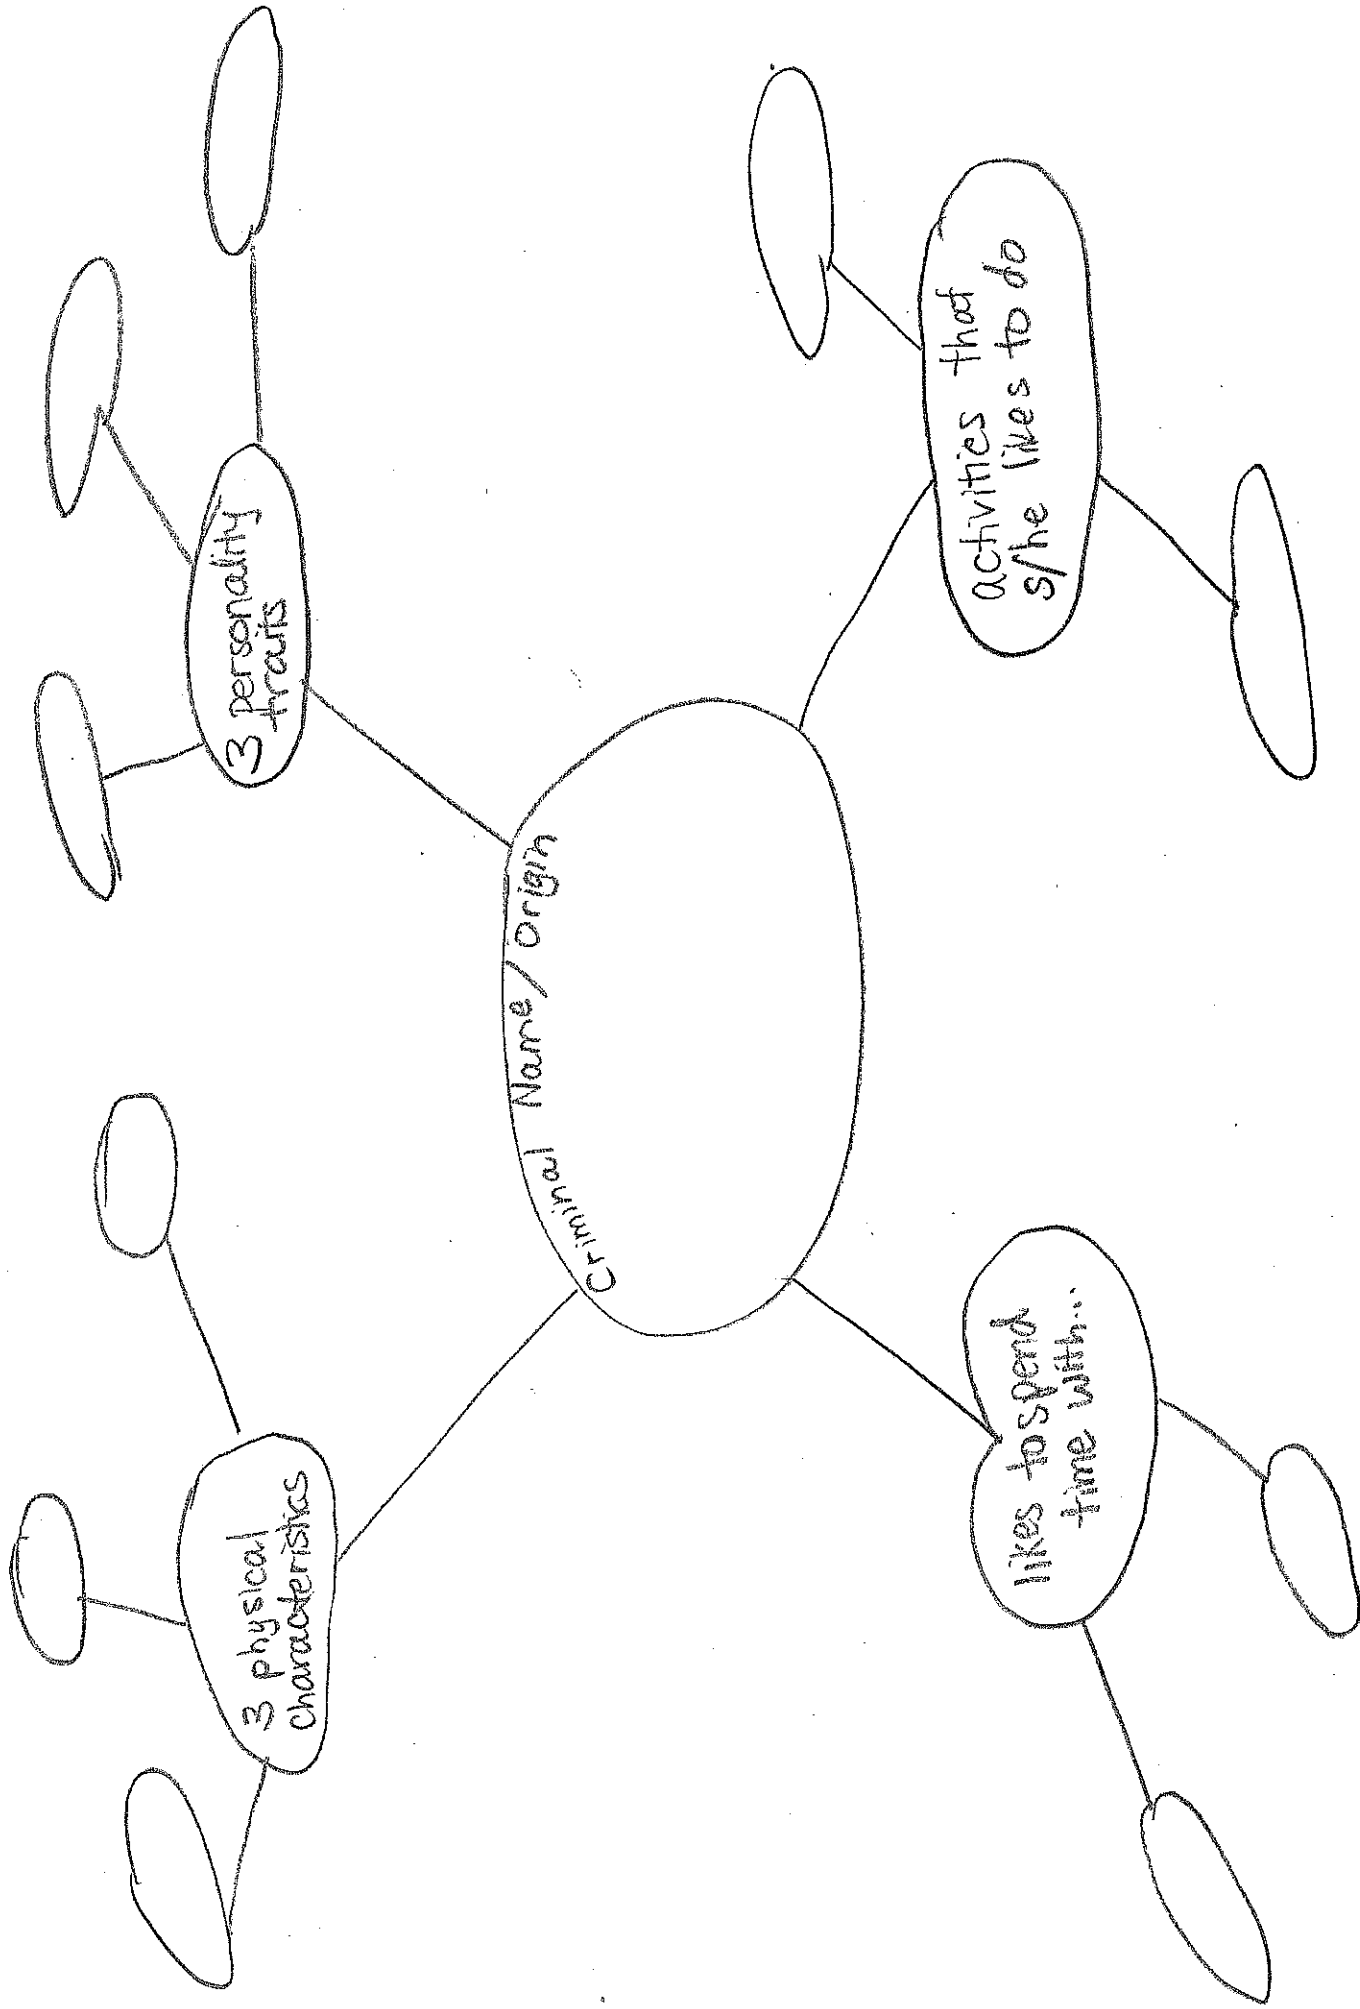 3 physical
characteristics
3 personality
traits
Criminal Name/origin
likes to spend
time with...
activities that
s/he likes to do